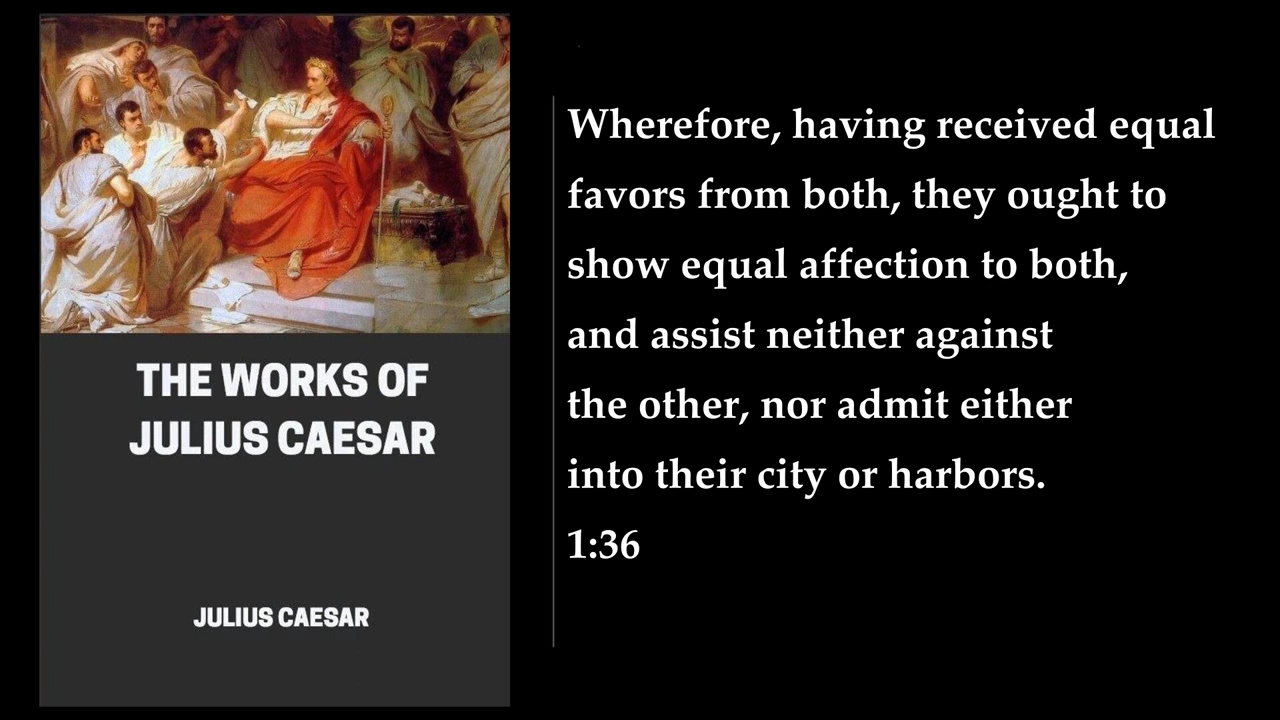 THE WORKS OF
JULIUS CAESAR
JULIUS CAESAR
Wherefore, having received equal
favors from both, they ought to
show equal affection to both,
and assist neither against
the other, nor admit either
into their city or harbors.
1:36